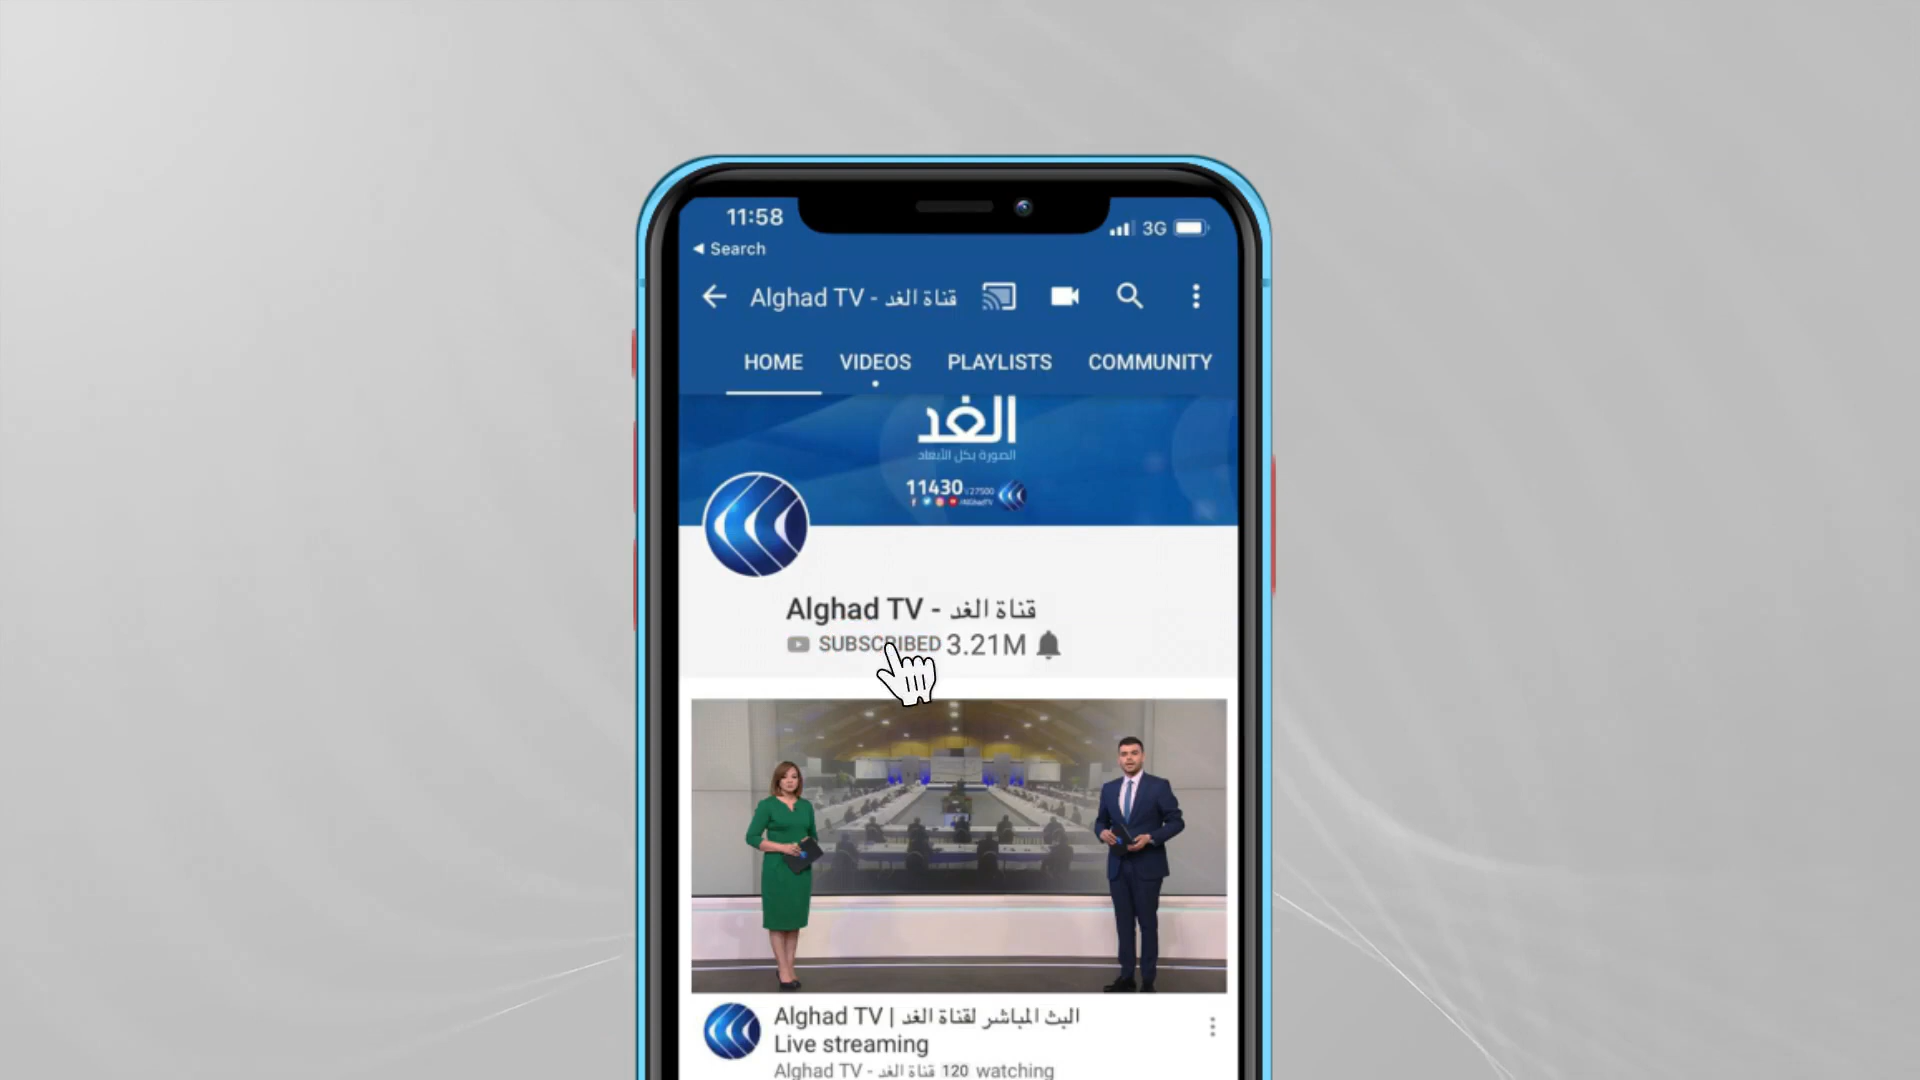 11:58
3G
◀ Search
Alghad TV - قناة الغد
HOME VIDEOS PLAYLISTS COMMUNITY
الغد
الصورة بكل الأبعاد
11430 27500
/AlGhadTV
Alghad TV - قناة الغد
SUBSCRIBED 3.21M
Alghad TV | البث المباشر لقناة الغد
Live streaming
Alghad TV - قناة الغد 120 watching